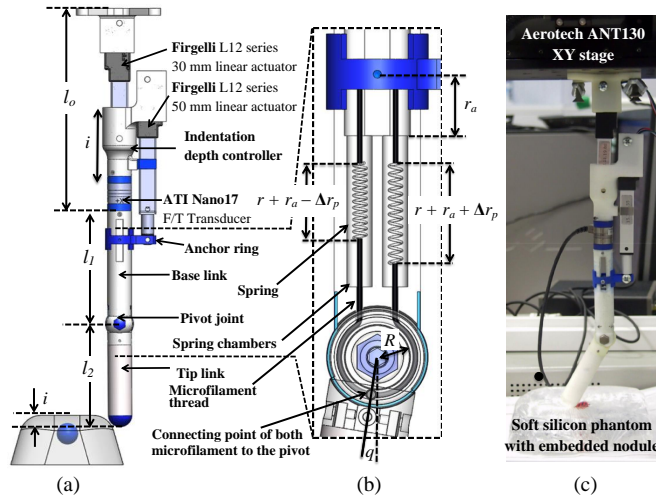 Firgelli L12 series
30 mm linear actuator
Firgelli L12 series
50 mm linear actuator
l_o
i
Indentation
depth controller
ATI Nano17
F/T Transducer
l_1
Anchor ring
Base link
Pivot joint
l_2
Tip link
i
Microfilament
thread
Spring chambers
Spring
Connecting point of both
microfilament to the pivot
r_a
r + r_a − Δr_p
r + r_a + Δr_p
R
q
Aerotech ANT130
XY stage
Soft silicon phantom
with embedded nodule
(a)
(b)
(c)